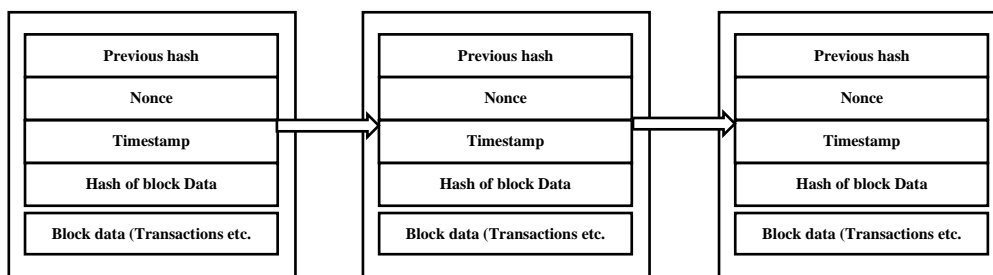 Previous hash
Nonce
Timestamp
Hash of block Data
Block data (Transactions etc.
Previous hash
Nonce
Timestamp
Hash of block Data
Block data (Transactions etc.
Previous hash
Nonce
Timestamp
Hash of block Data
Block data (Transactions etc.